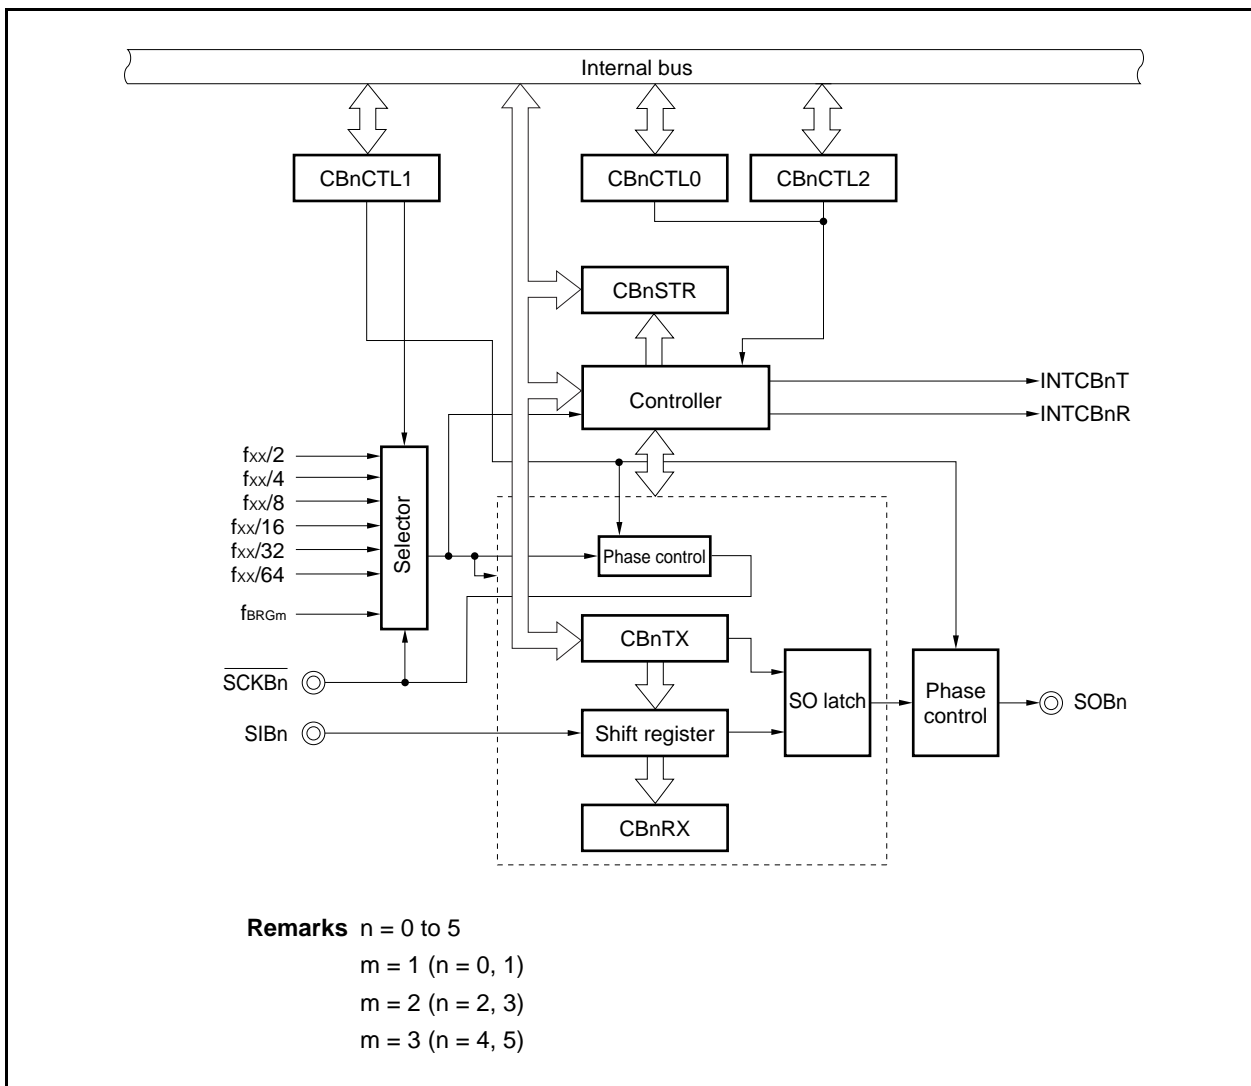 Internal bus
CBnCTL1
CBnCTL0
CBnCTL2
CBnSTR
Controller
INTCBnT
INTCBnR
fXX/2
fXX/4
fXX/8
fXX/16
fXX/32
fXX/64
fBRGm
Selector
Phase control
SCKBn
SIBn
CBnTX
Shift register
CBnRX
SO latch
Phase
control
SOBn
Remarks n = 0 to 5
m = 1 (n = 0, 1)
m = 2 (n = 2, 3)
m = 3 (n = 4, 5)